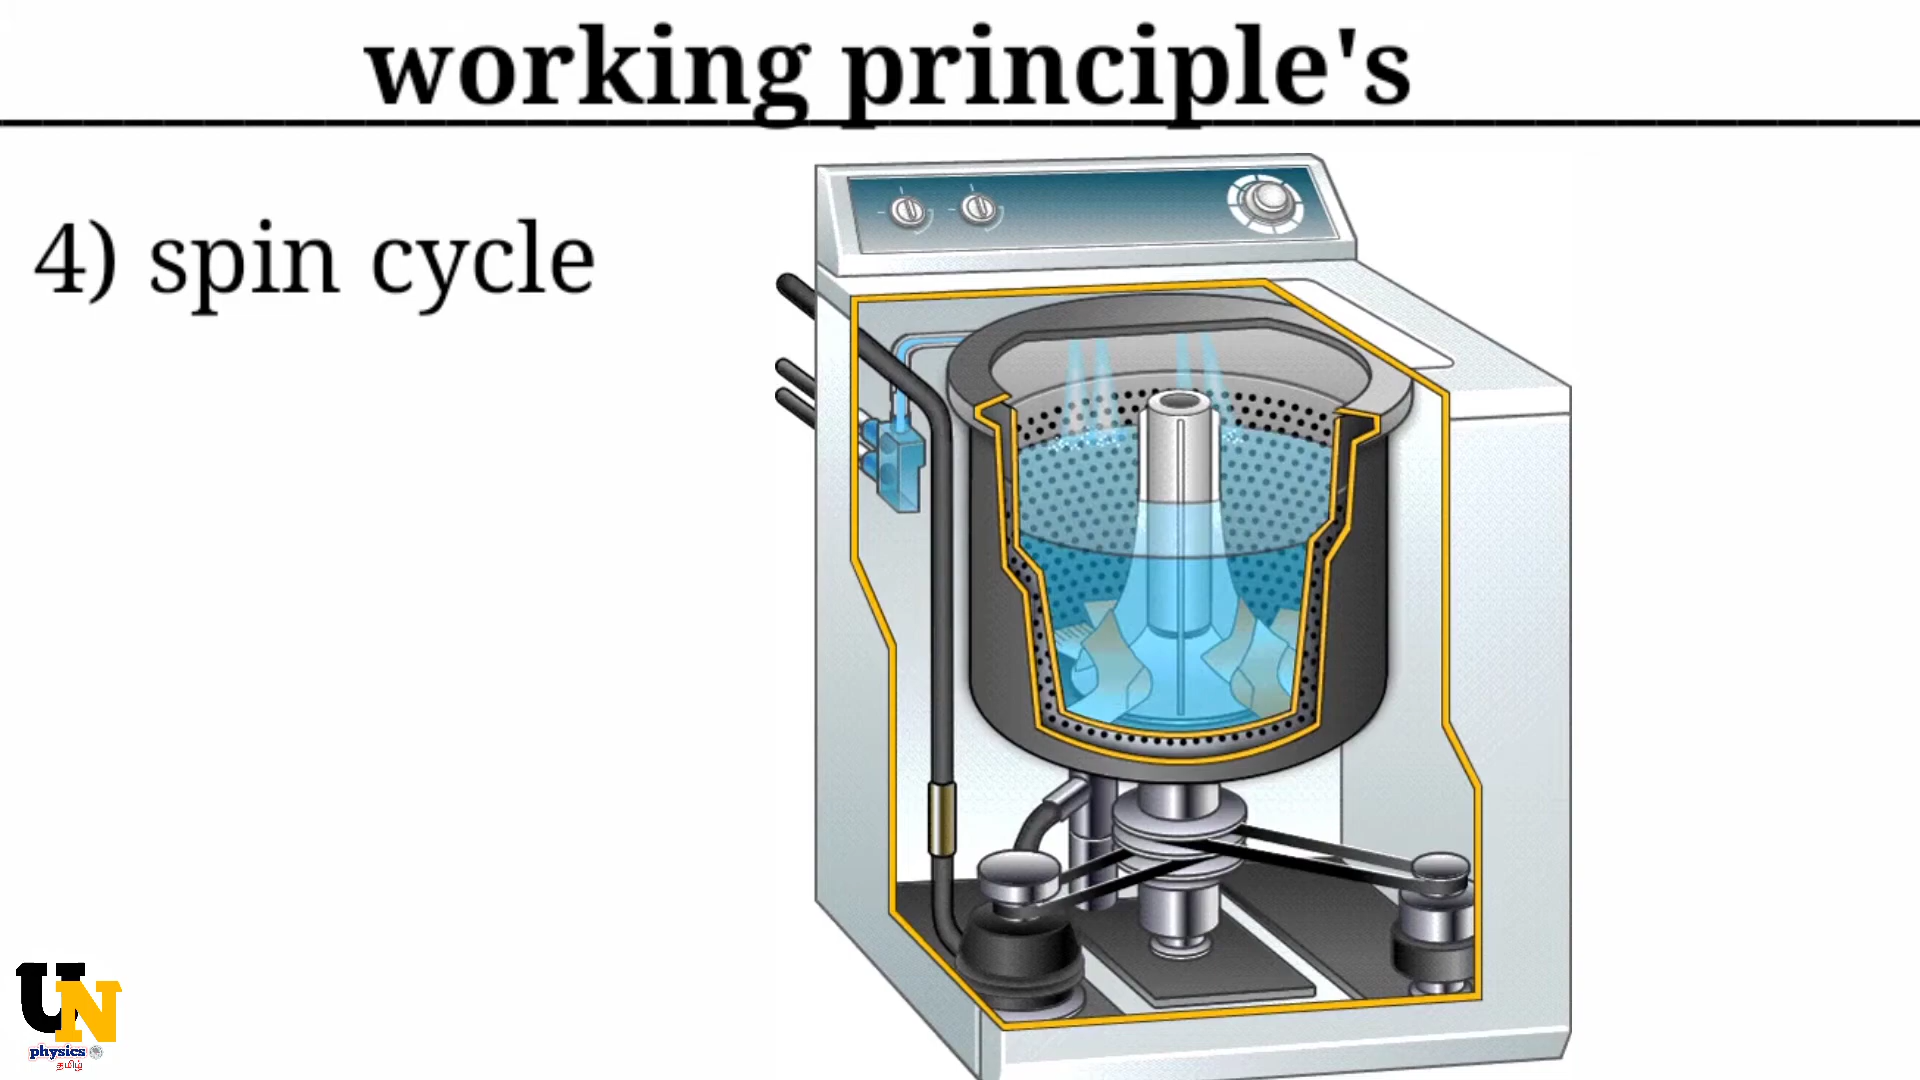 working principle's
4) spin cycle
UN
physics
தமிழ்